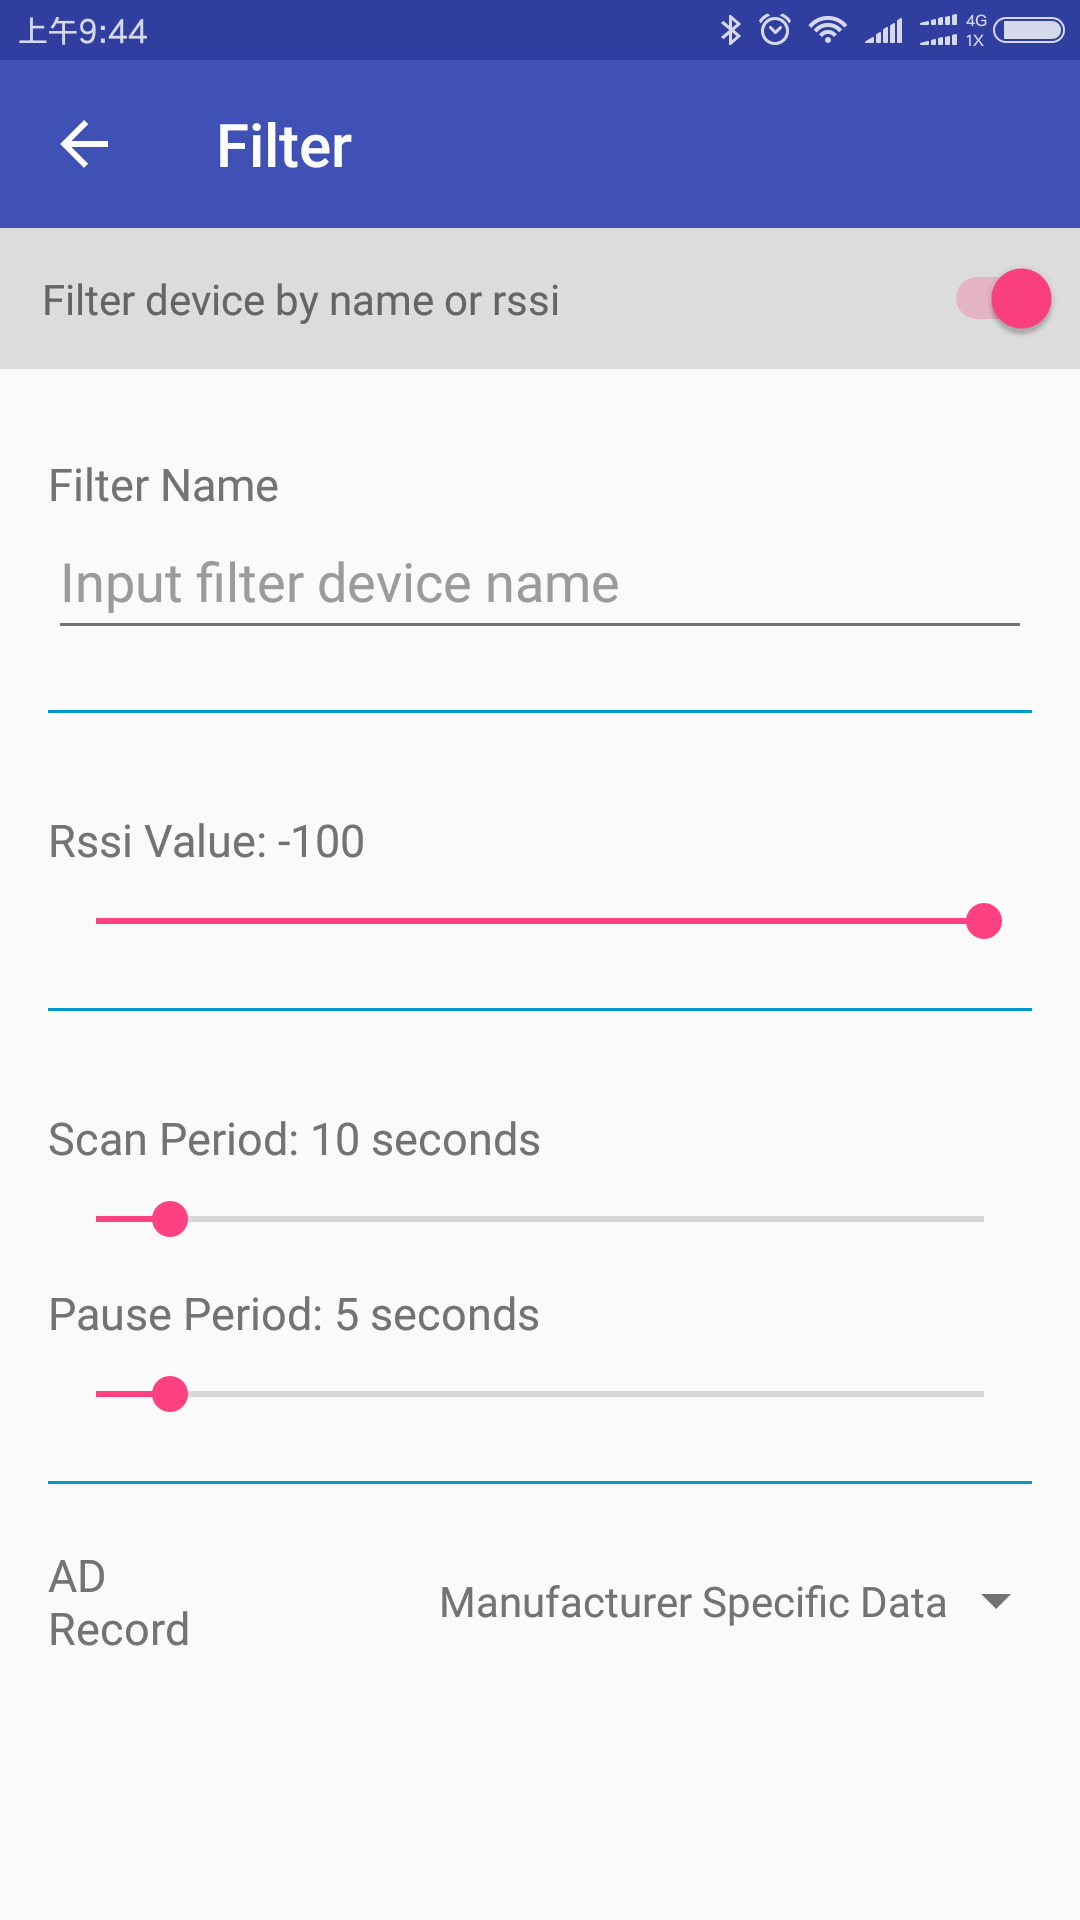 上午9:44
4G
1X
Filter
Filter device by name or rssi
Filter Name
Input filter device name
Rssi Value: -100
Scan Period: 10 seconds
Pause Period: 5 seconds
AD
Record
Manufacturer Specific Data